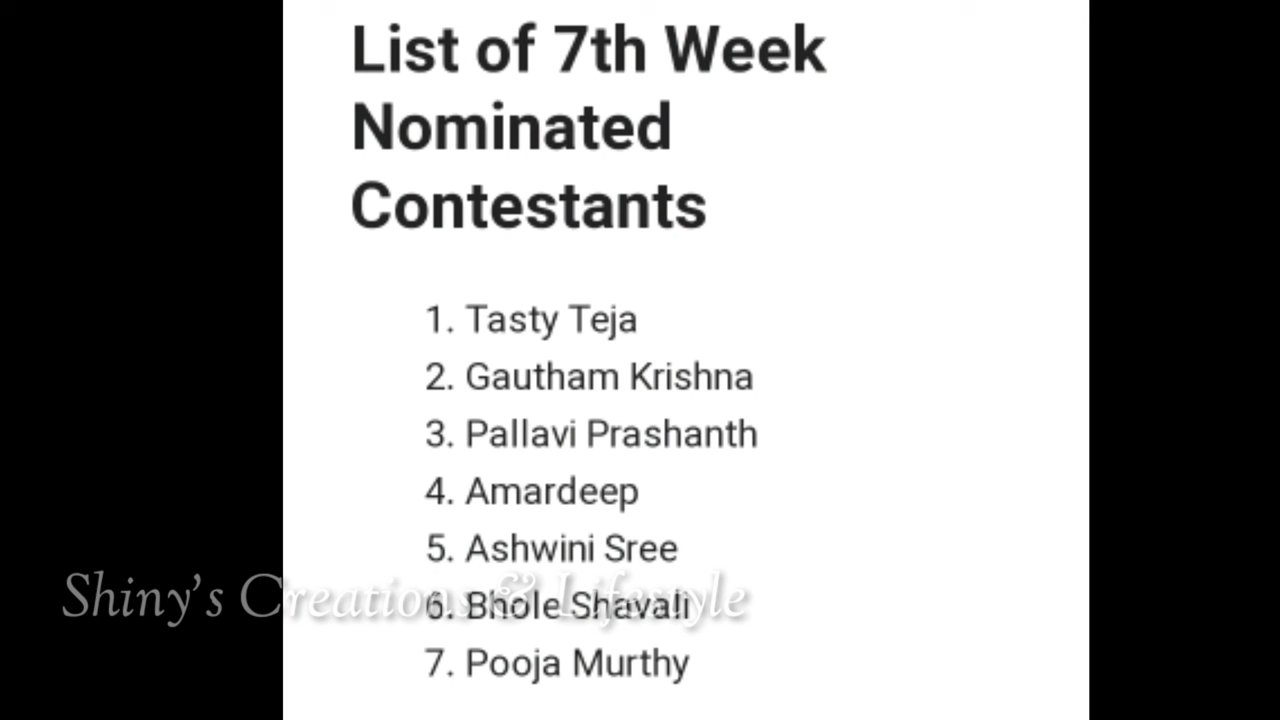 List of 7th Week
Nominated
Contestants
1. Tasty Teja
2. Gautham Krishna
3. Pallavi Prashanth
4. Amardeep
5. Ashwini Sree
Shiny's Creations & Lifestyle
6. Bhole Shavali
7. Pooja Murthy